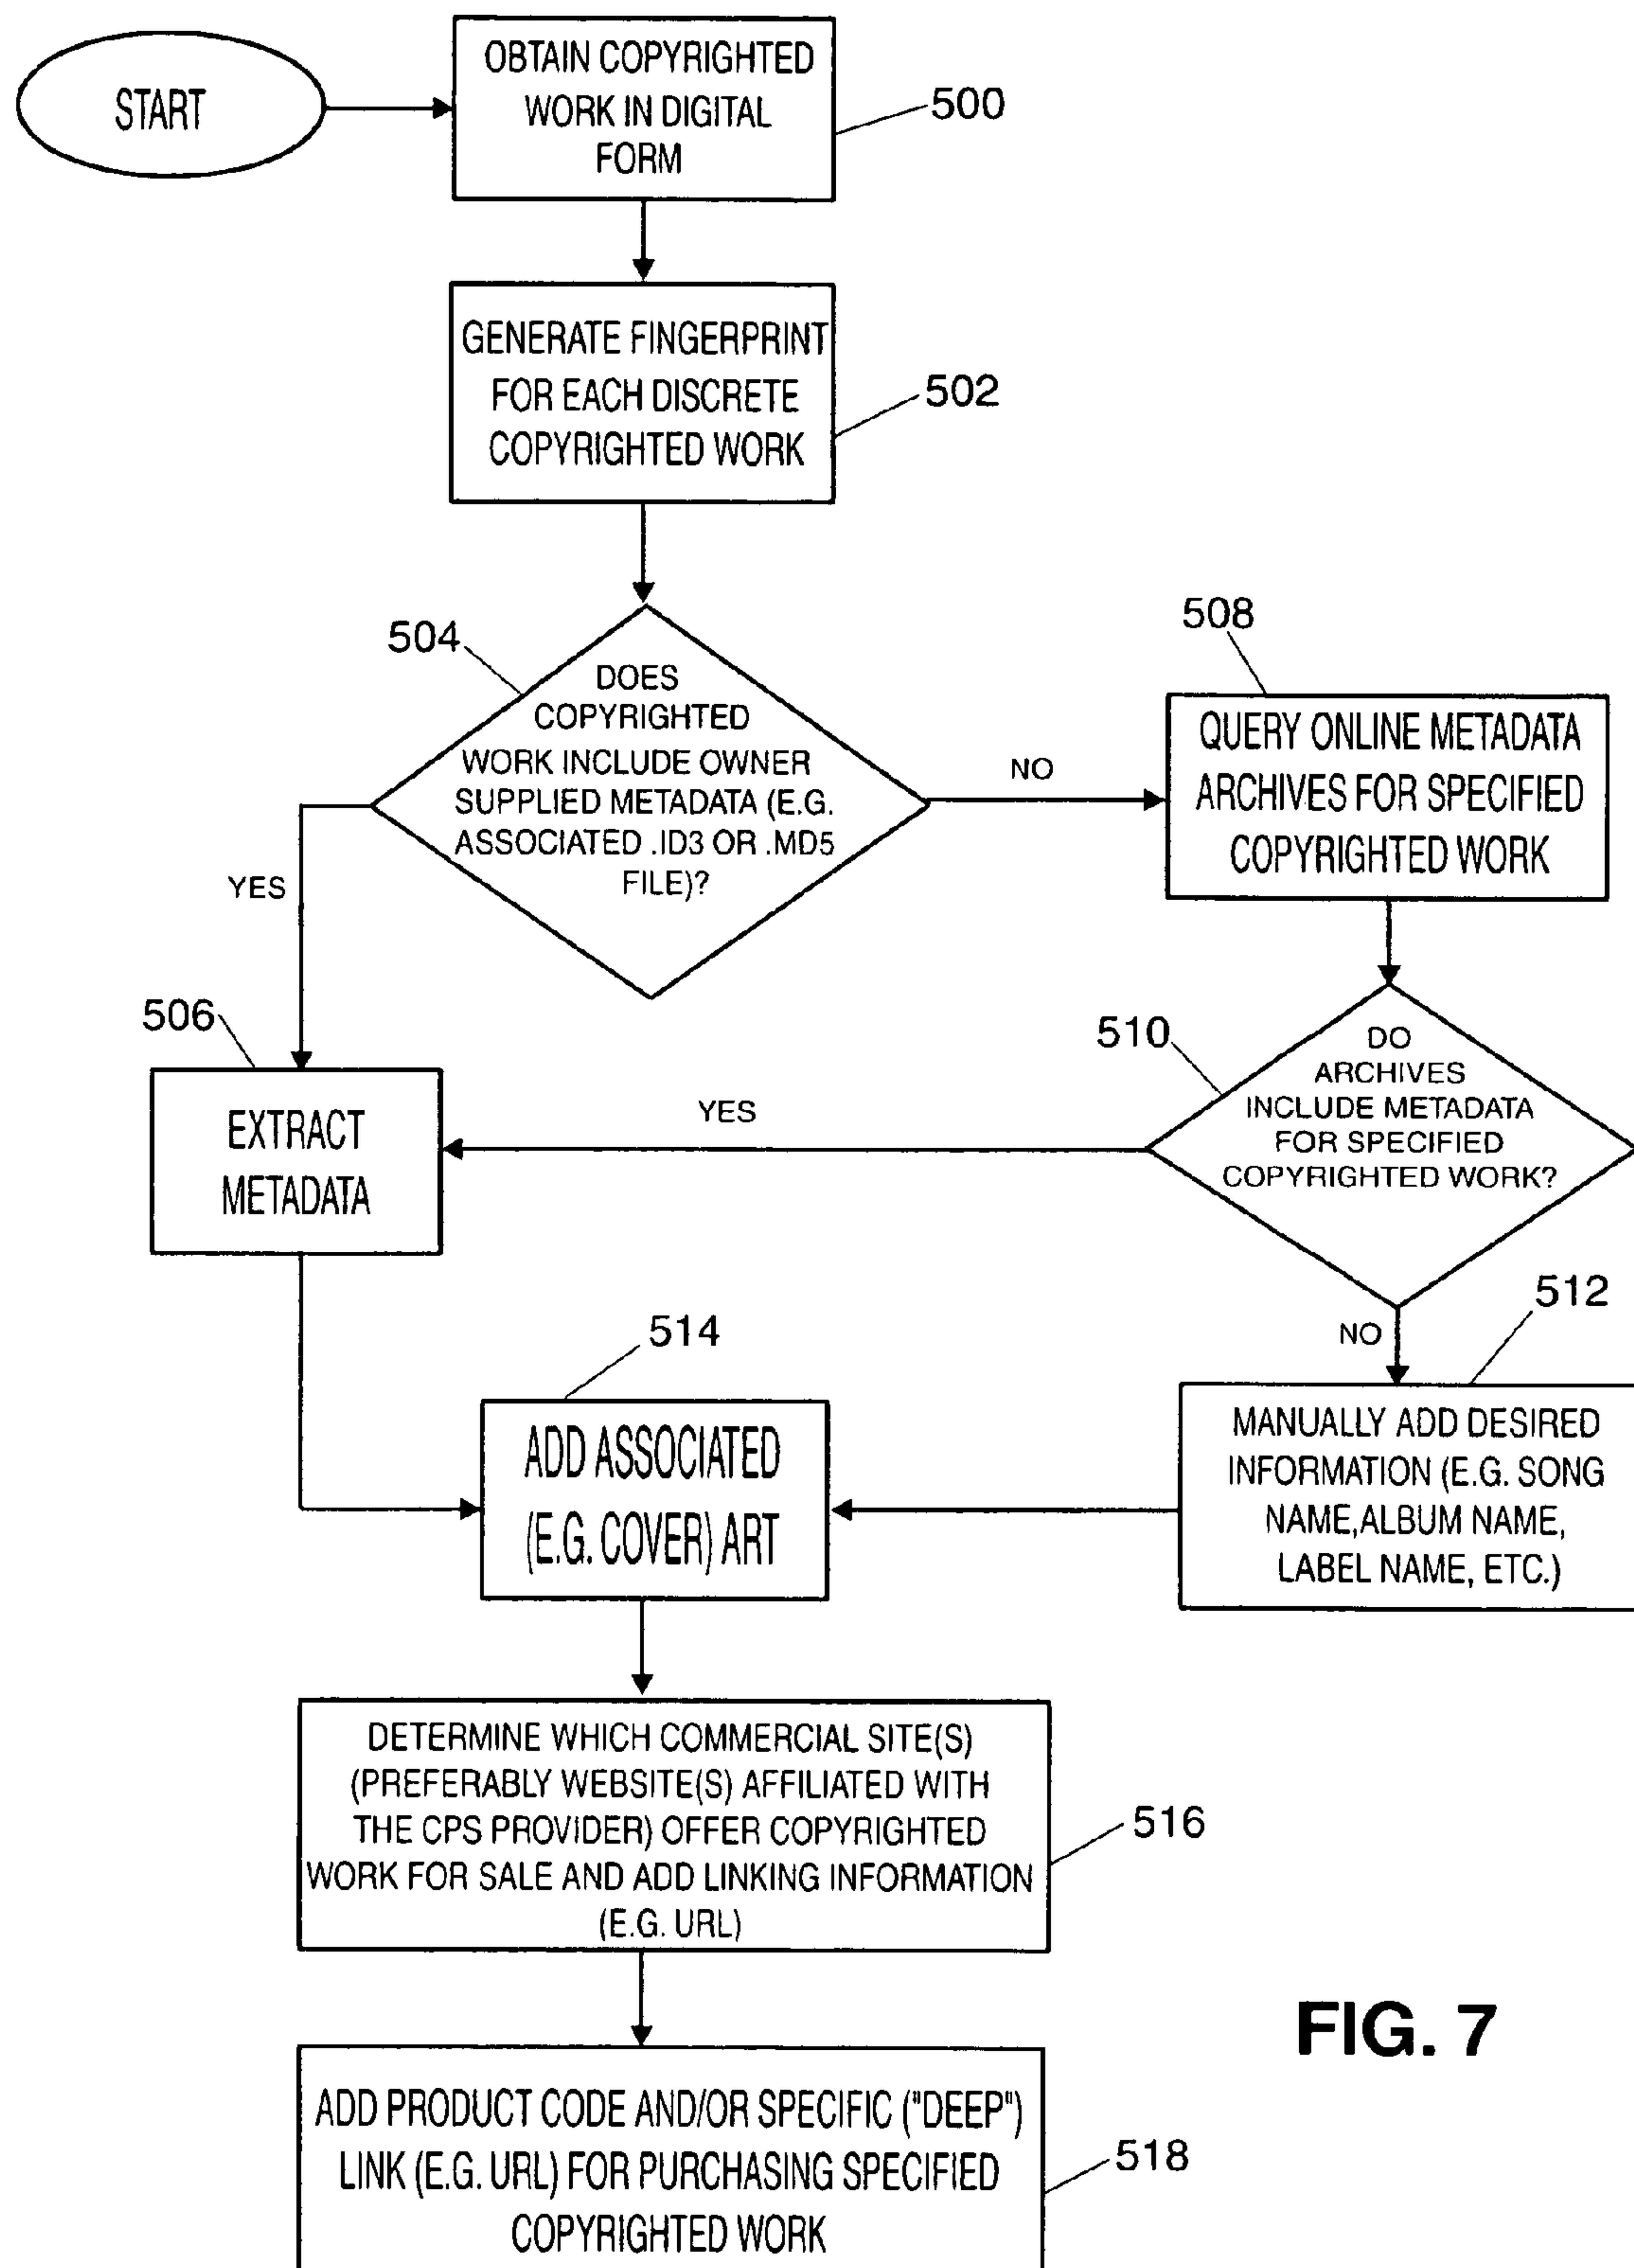 START
OBTAIN COPYRIGHTED
WORK IN DIGITAL
FORM
500
GENERATE FINGERPRINT
FOR EACH DISCRETE
COPYRIGHTED WORK
502
504
DOES
COPYRIGHTED
WORK INCLUDE OWNER
SUPPLIED METADATA (E.G.
ASSOCIATED .ID3 OR .MD5
FILE)?
YES
NO
508
QUERY ONLINE METADATA
ARCHIVES FOR SPECIFIED
COPYRIGHTED WORK
506
EXTRACT
METADATA
510
DO
ARCHIVES
INCLUDE METADATA
FOR SPECIFIED
COPYRIGHTED WORK?
YES
NO
512
MANUALLY ADD DESIRED
INFORMATION (E.G. SONG
NAME,ALBUM NAME,
LABEL NAME, ETC.)
514
ADD ASSOCIATED
(E.G. COVER) ART
DETERMINE WHICH COMMERCIAL SITE(S)
(PREFERABLY WEBSITE(S) AFFILIATED WITH
THE CPS PROVIDER) OFFER COPYRIGHTED
WORK FOR SALE AND ADD LINKING INFORMATION
(E.G. URL)
516
ADD PRODUCT CODE AND/OR SPECIFIC ("DEEP")
LINK (E.G. URL) FOR PURCHASING SPECIFIED
COPYRIGHTED WORK
518
FIG. 7